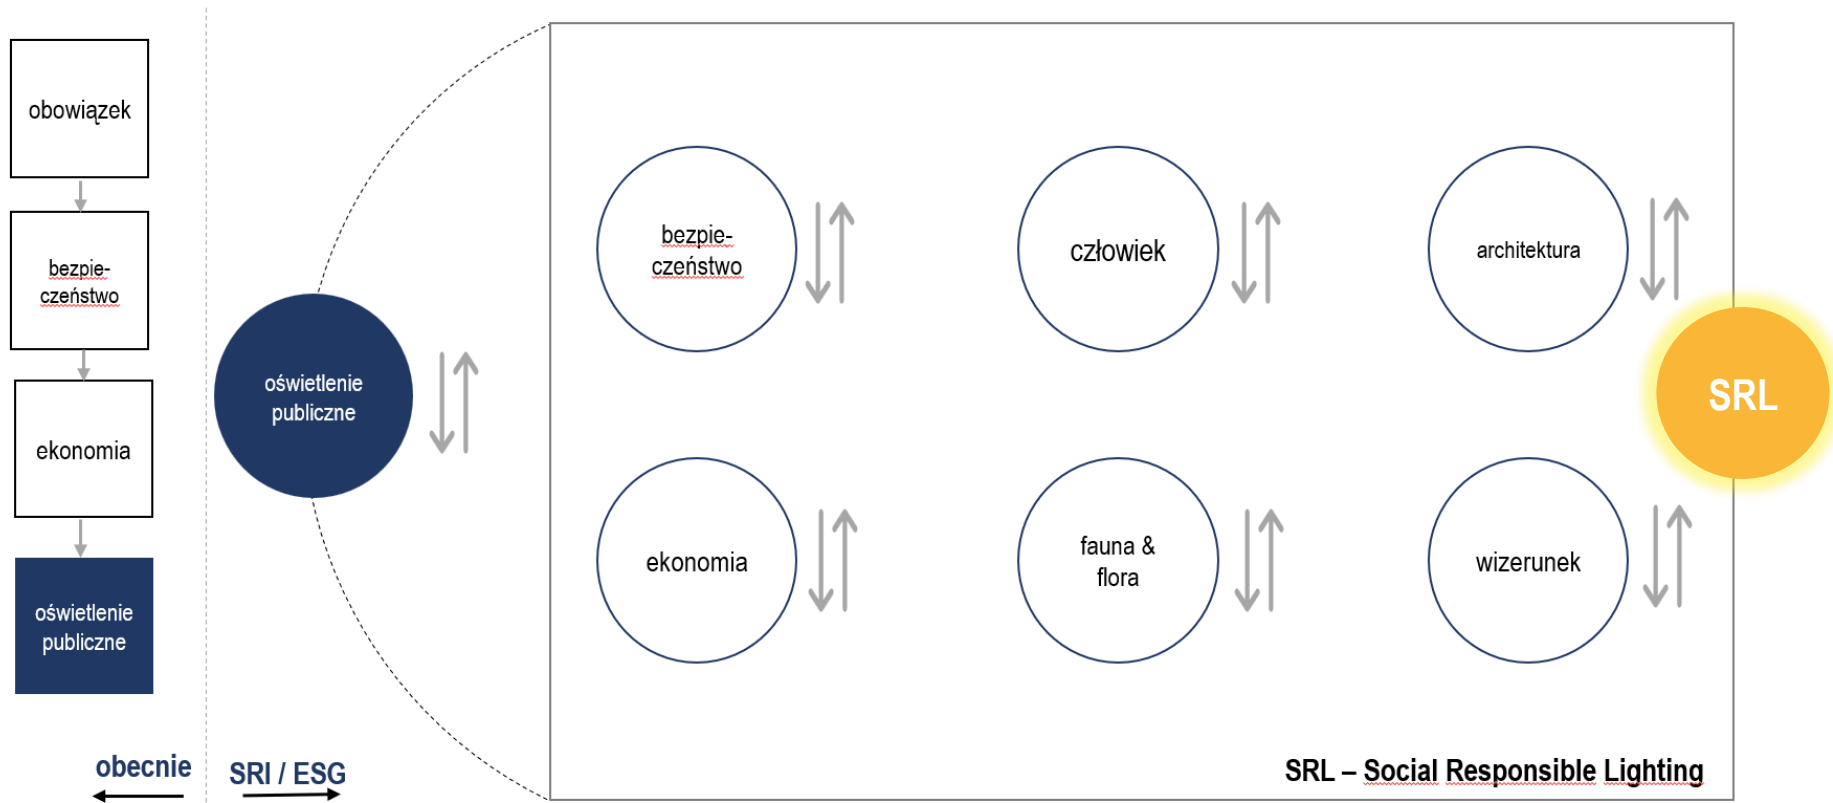 obowiązek
bezpie-
czeństwo
ekonomia
oświetlenie
publiczne
obecnie
SRI / ESG
oświetlenie
publiczne
bezpie-
czeństwo
człowiek
architektura
ekonomia
fauna &
flora
wizerunek
SRL
SRL – Social Responsible Lighting